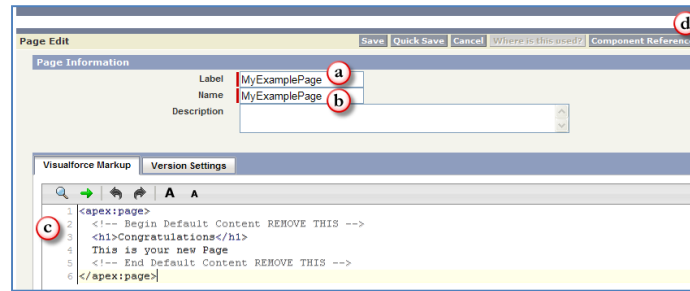 d
Page Edit Save Quick Save Cancel Where is this used? Component Reference
Page Information
Label MyExamplePage a
Name MyExamplePage b
Description
Visualforce Markup Version Settings
A A
c
1 <apex:page>
2 <!-- Begin Default Content REMOVE THIS -->
3 <h1>Congratulations</h1>
4 This is your new Page
5 <!-- End Default Content REMOVE THIS -->
6 </apex:page>